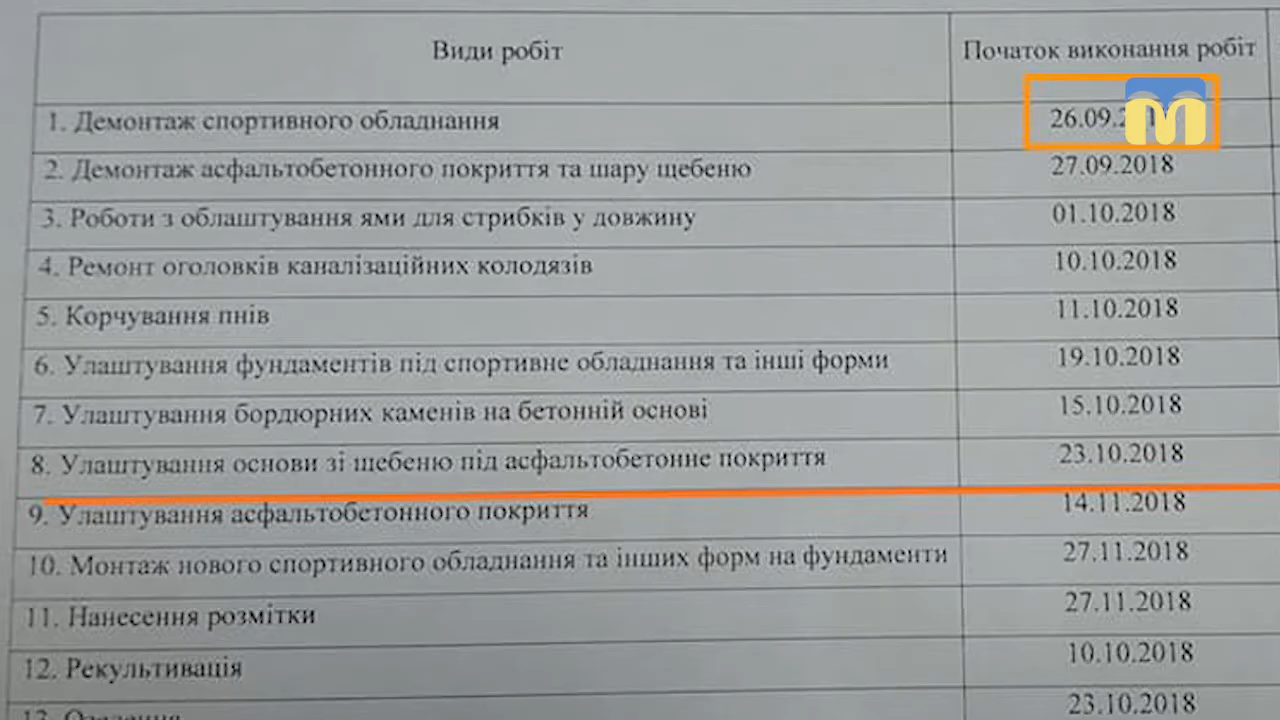 Види робіт Початок виконання робіт
1. Демонтаж спортивного обладнання 26.09.2
2. Демонтаж асфальтобетонного покриття та шару щебеню 27.09.2018
3. Роботи з облаштування ями для стрибків у довжину 01.10.2018
4. Ремонт оголовків каналізаційних колодязів 10.10.2018
5. Корчування пнів 11.10.2018
6. Улаштування фундаментів під спортивне обладнання та інші форми 19.10.2018
7. Улаштування бордюрних каменів на бетонній основі 15.10.2018
8. Улаштування основи зі щебеню під асфальтобетонне покриття 23.10.2018
9. Улаштування асфальтобетонного покриття 14.11.2018
10. Монтаж нового спортивного обладнання та інших форм на фундаменти 27.11.2018
11. Нанесення розмітки 27.11.2018
12. Рекультивація 10.10.2018
13. 23.10.2018